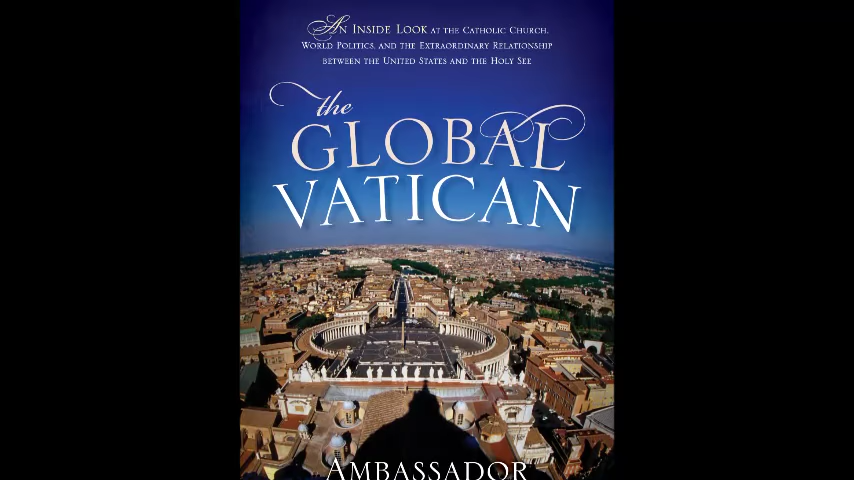 An Inside Look at the Catholic Church,
World Politics, and the Extraordinary Relationship
between the United States and the Holy See
the
GLOBAL
VATICAN
AMBASSADOR